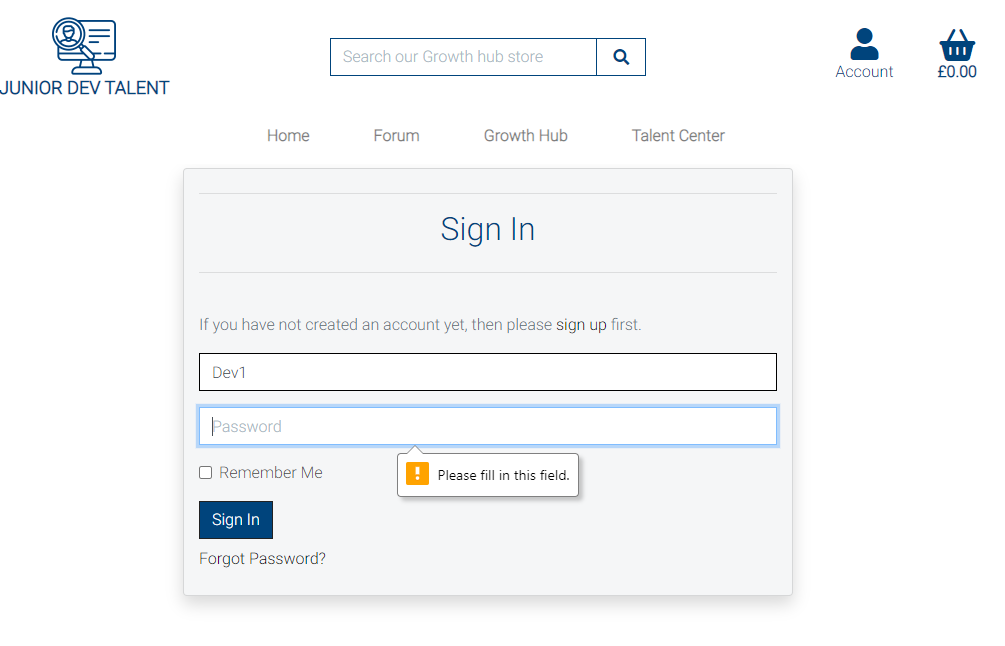 JUNIOR DEV TALENT
Search our Growth hub store
Account
£0.00
Home Forum Growth Hub Talent Center
Sign In
If you have not created an account yet, then please sign up first.
Dev1
Password
Remember Me
! Please fill in this field.
Sign In
Forgot Password?